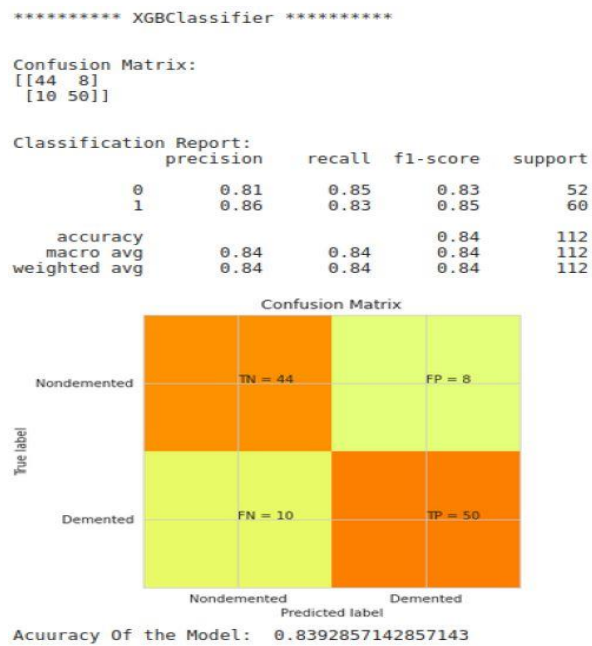 ********** XGBClassifier **********
Confusion Matrix:
[[44  8]
 [10 50]]
Classification Report:
precision    recall  f1-score   support
0       0.81      0.85      0.83        52
1       0.86      0.83      0.85        60
accuracy                           0.84       112
macro avg       0.84      0.84      0.84       112
weighted avg       0.84      0.84      0.84       112
Confusion Matrix
Nondemented
TN = 44
FP = 8
True label
Demented
FN = 10
TP = 50
Nondemented
Demented
Predicted label
Acuuracy Of the Model:  0.8392857142857143